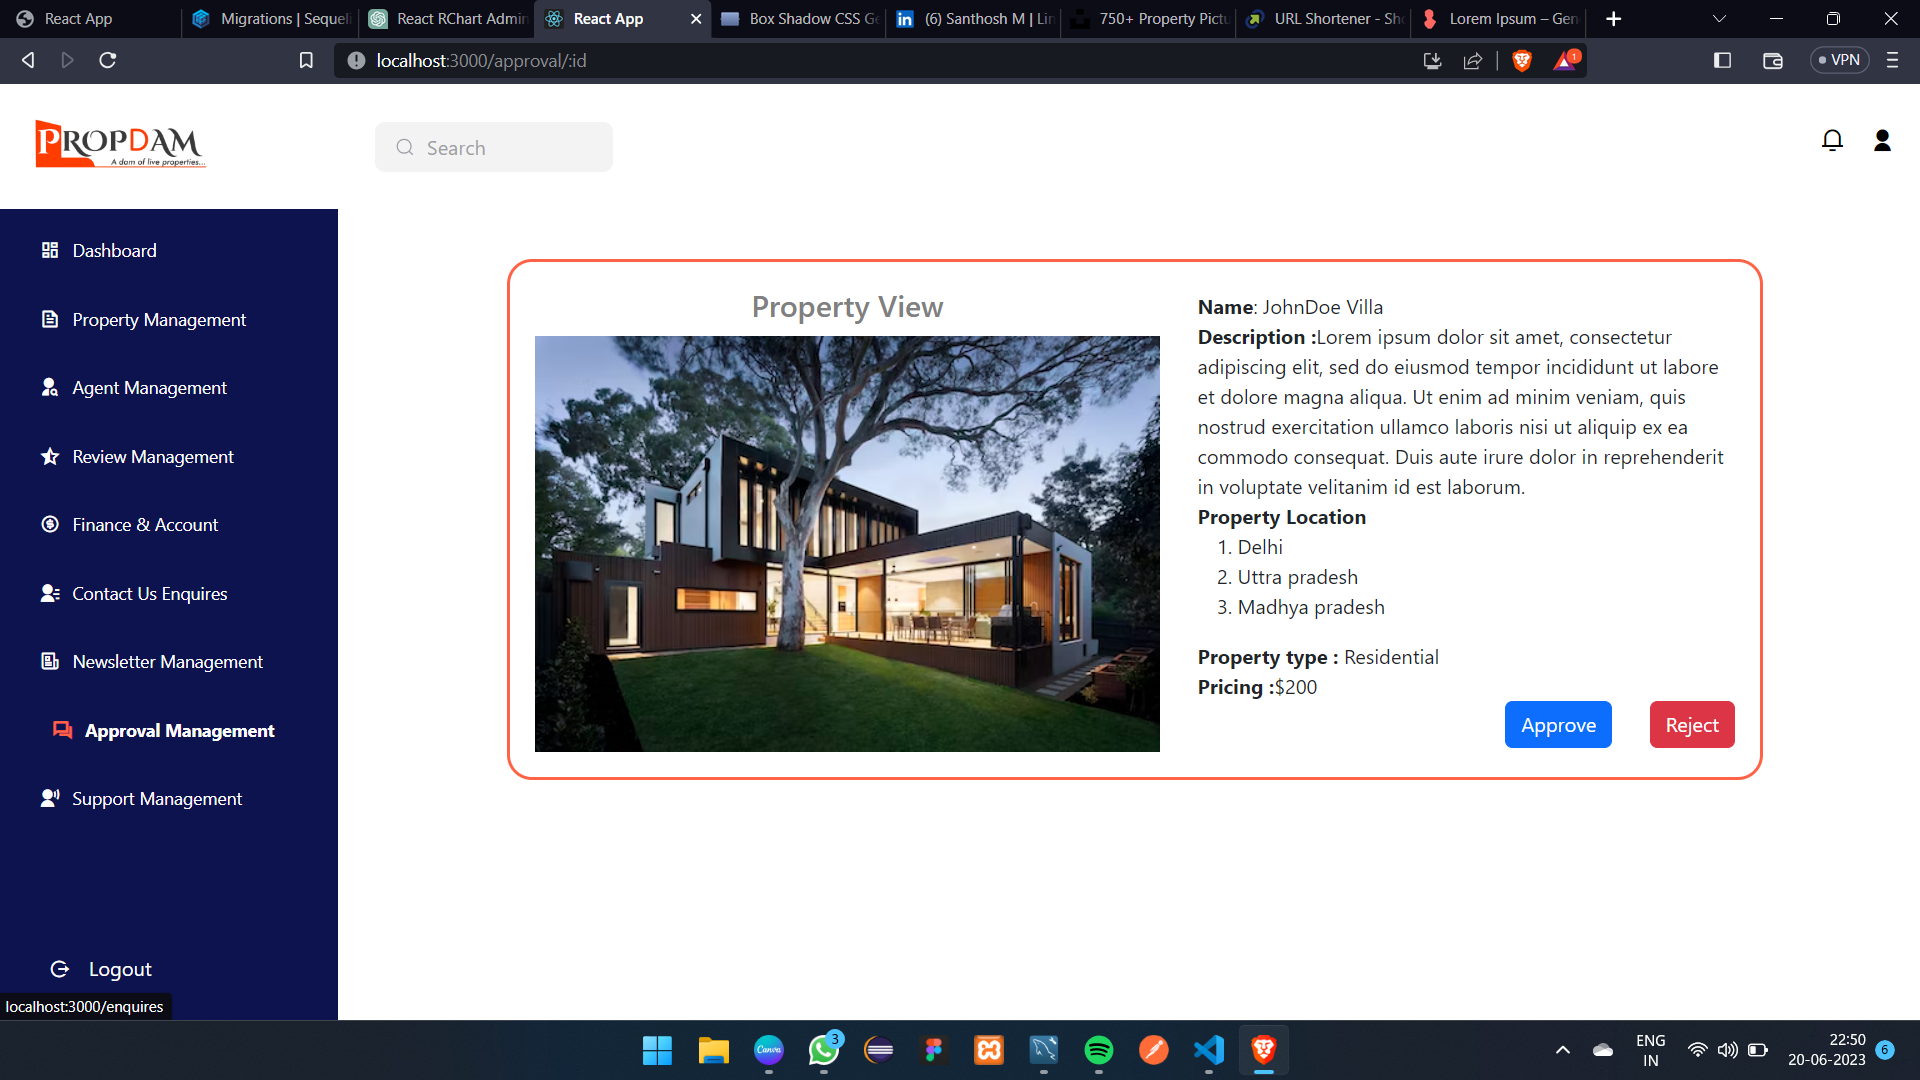 React App
Migrations | Sequeli
React RChart Admin
React App
Box Shadow CSS Ge
(6) Santhosh M | Lin
750+ Property Pictu
URL Shortener - Sho
Lorem Ipsum – Gen
localhost:3000/approval/:id
1
VPN
PROPDAM
A dam of live properties...
Search
Dashboard
Property Management
Agent Management
Review Management
Finance & Account
Contact Us Enquires
Newsletter Management
Approval Management
Support Management
Logout
localhost:3000/enquires
Property View
Name: JohnDoe Villa
Description :Lorem ipsum dolor sit amet, consectetur
adipiscing elit, sed do eiusmod tempor incididunt ut labore
et dolore magna aliqua. Ut enim ad minim veniam, quis
nostrud exercitation ullamco laboris nisi ut aliquip ex ea
commodo consequat. Duis aute irure dolor in reprehenderit
in voluptate velitanim id est laborum.
Property Location
1. Delhi
2. Uttra pradesh
3. Madhya pradesh
Property type : Residential
Pricing :$200
Approve
Reject
Canva
3
ENG
IN
22:50
20-06-2023
6